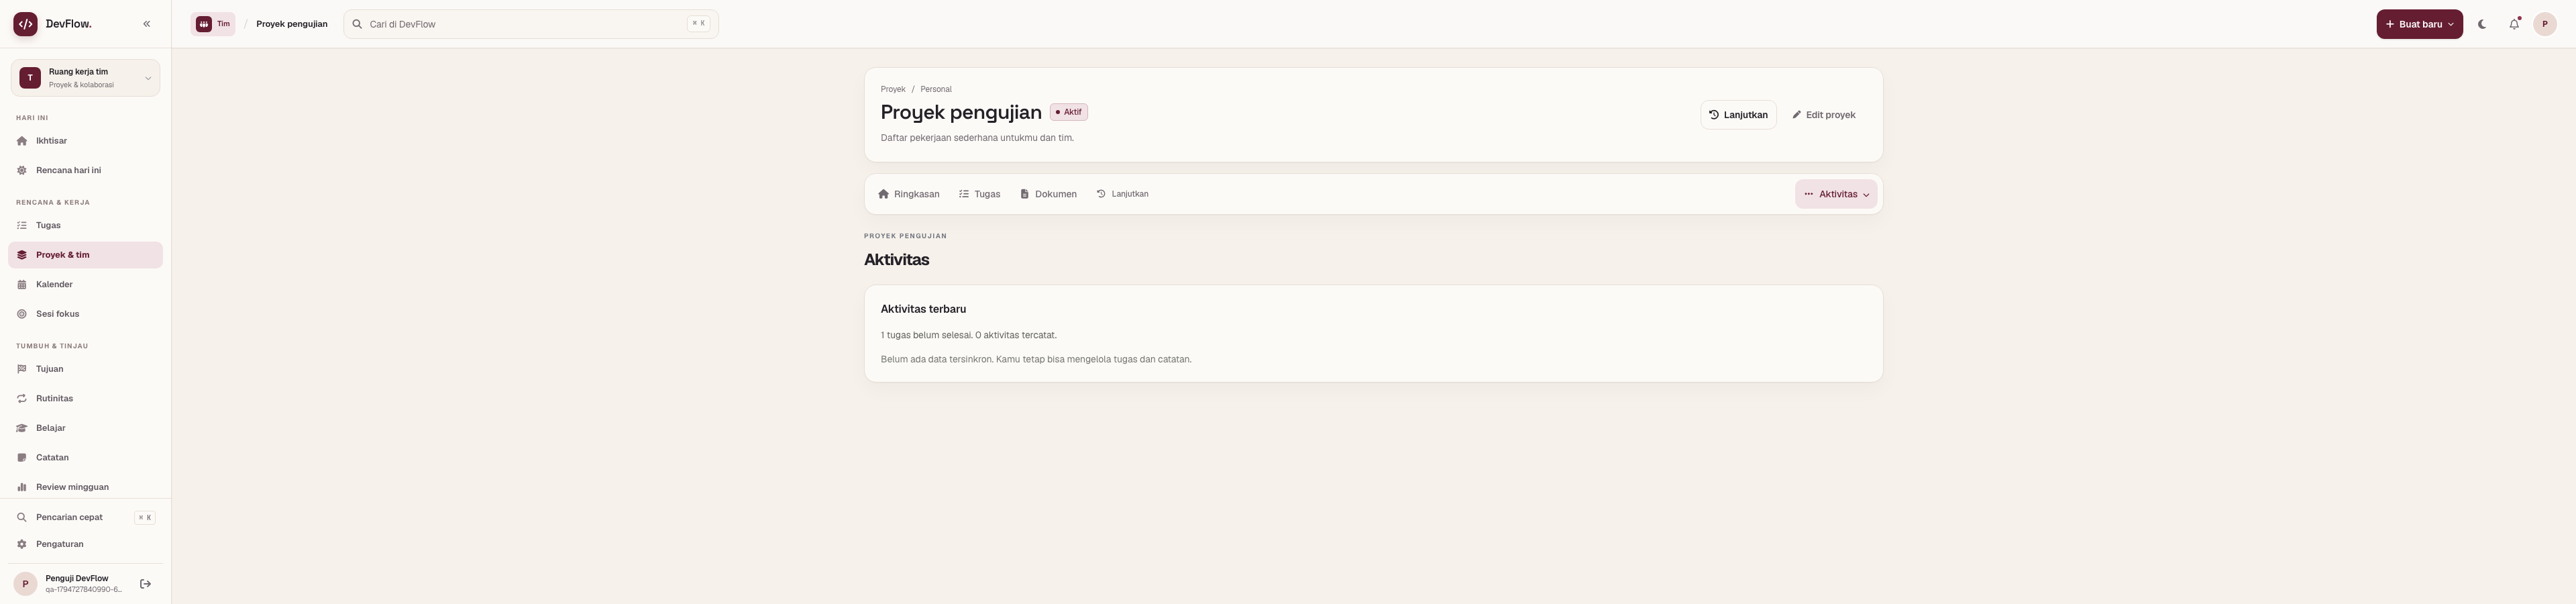 DevFlow.
Tim / Proyek pengujian
Cari di DevFlow
⌘ K
Buat baru
P
T
Ruang kerja tim
Proyek & kolaborasi
HARI INI
Ikhtisar
Rencana hari ini
RENCANA & KERJA
Tugas
Proyek & tim
Kalender
Sesi fokus
TUMBUH & TINJAU
Tujuan
Rutinitas
Belajar
Catatan
Review mingguan
Pencarian cepat
⌘ K
Pengaturan
P
Penguji DevFlow
qa-1794727840990-6...
Proyek / Personal
Proyek pengujian
Aktif
Daftar pekerjaan sederhana untukmu dan tim.
Lanjutkan
Edit proyek
Ringkasan
Tugas
Dokumen
Lanjutkan
Aktivitas
PROYEK PENGUJIAN
Aktivitas
Aktivitas terbaru
1 tugas belum selesai. 0 aktivitas tercatat.
Belum ada data tersinkron. Kamu tetap bisa mengelola tugas dan catatan.